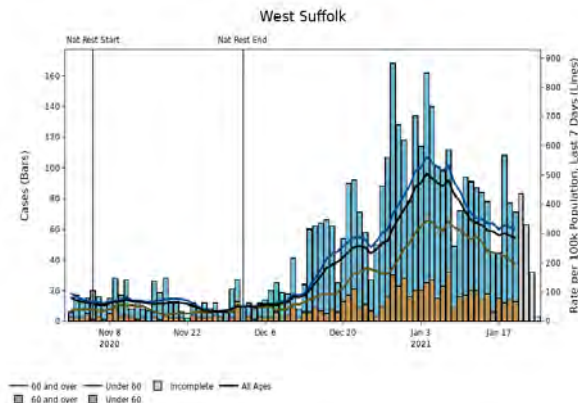 West Suffolk
Nat Rest Start
Nat Rest End
Cases (Bars)
160
140
120
100
80
60
40
20
0
900
800
700
600
500
400
300
200
100
0
Rate per 100k Population, Last 7 Days (Lines)
Nov 8
2020
Nov 22
Dec 6
Dec 20
Jan 3
2021
Jan 17
60 and over
Under 60
Incomplete
All Ages
60 and over
Under 60